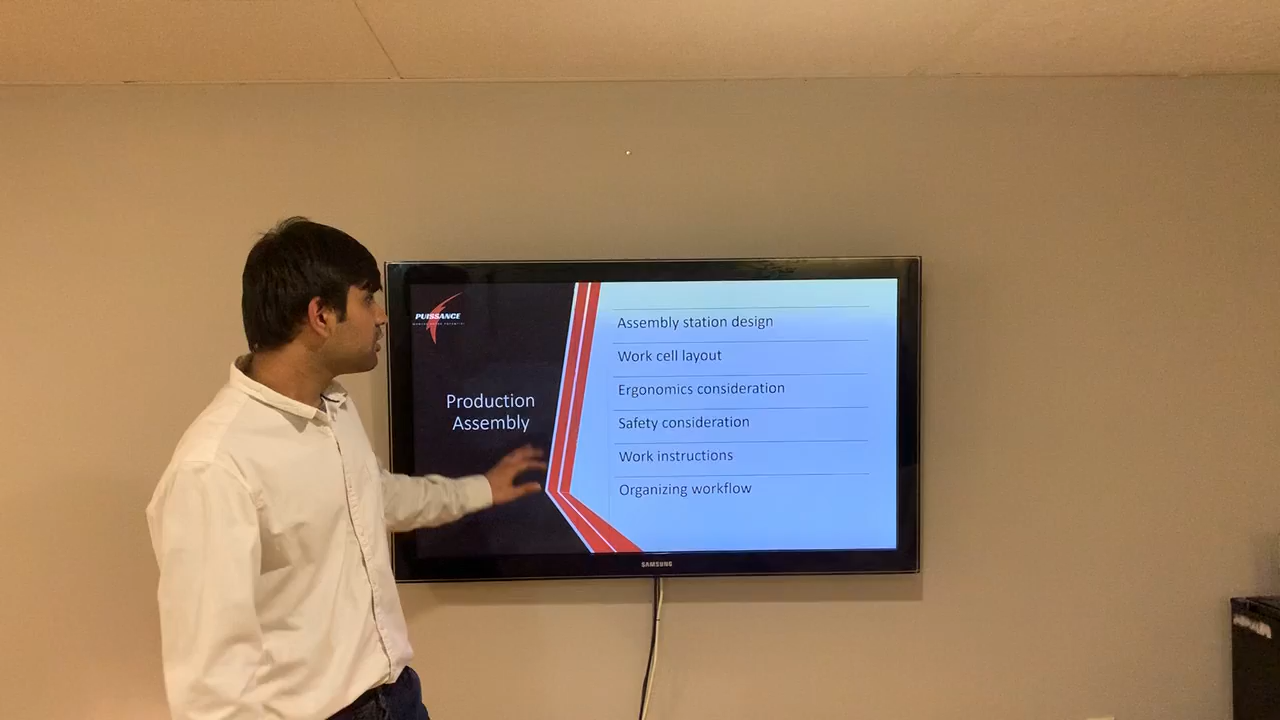 PUISSANCE
Production
Assembly
Assembly station design
Work cell layout
Ergonomics consideration
Safety consideration
Work instructions
Organizing workflow
SAMSUNG